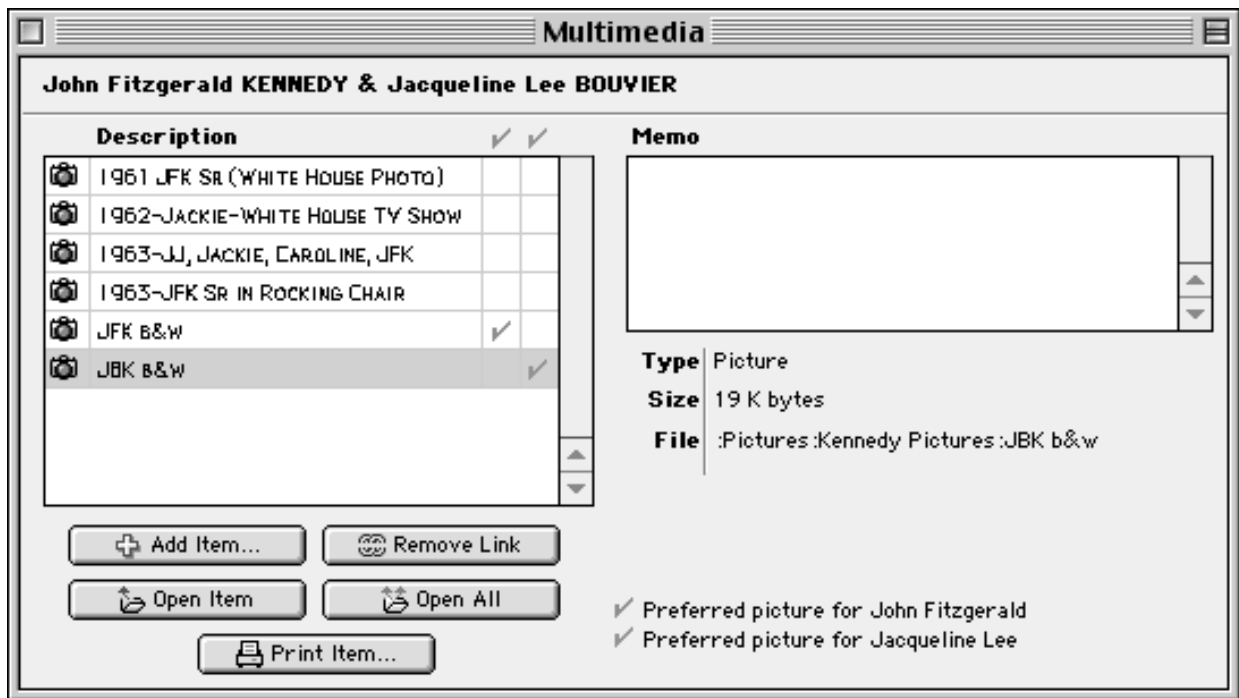 Multimedia
John Fitzgerald KENNEDY & Jacqueline Lee BOUVIER
Description
1961 JFK Sr (White House Photo)
1962-Jackie-White House TV Show
1963-JJ, Jackie, Caroline, JFK
1963-JFK Sr in Rocking Chair
JFK b&w
JBK b&w
Memo
Type Picture
Size 19 K bytes
File :Pictures:Kennedy Pictures:JBK b&w
Add Item...
Remove Link
Open Item
Open All
Print Item...
Preferred picture for John Fitzgerald
Preferred picture for Jacqueline Lee